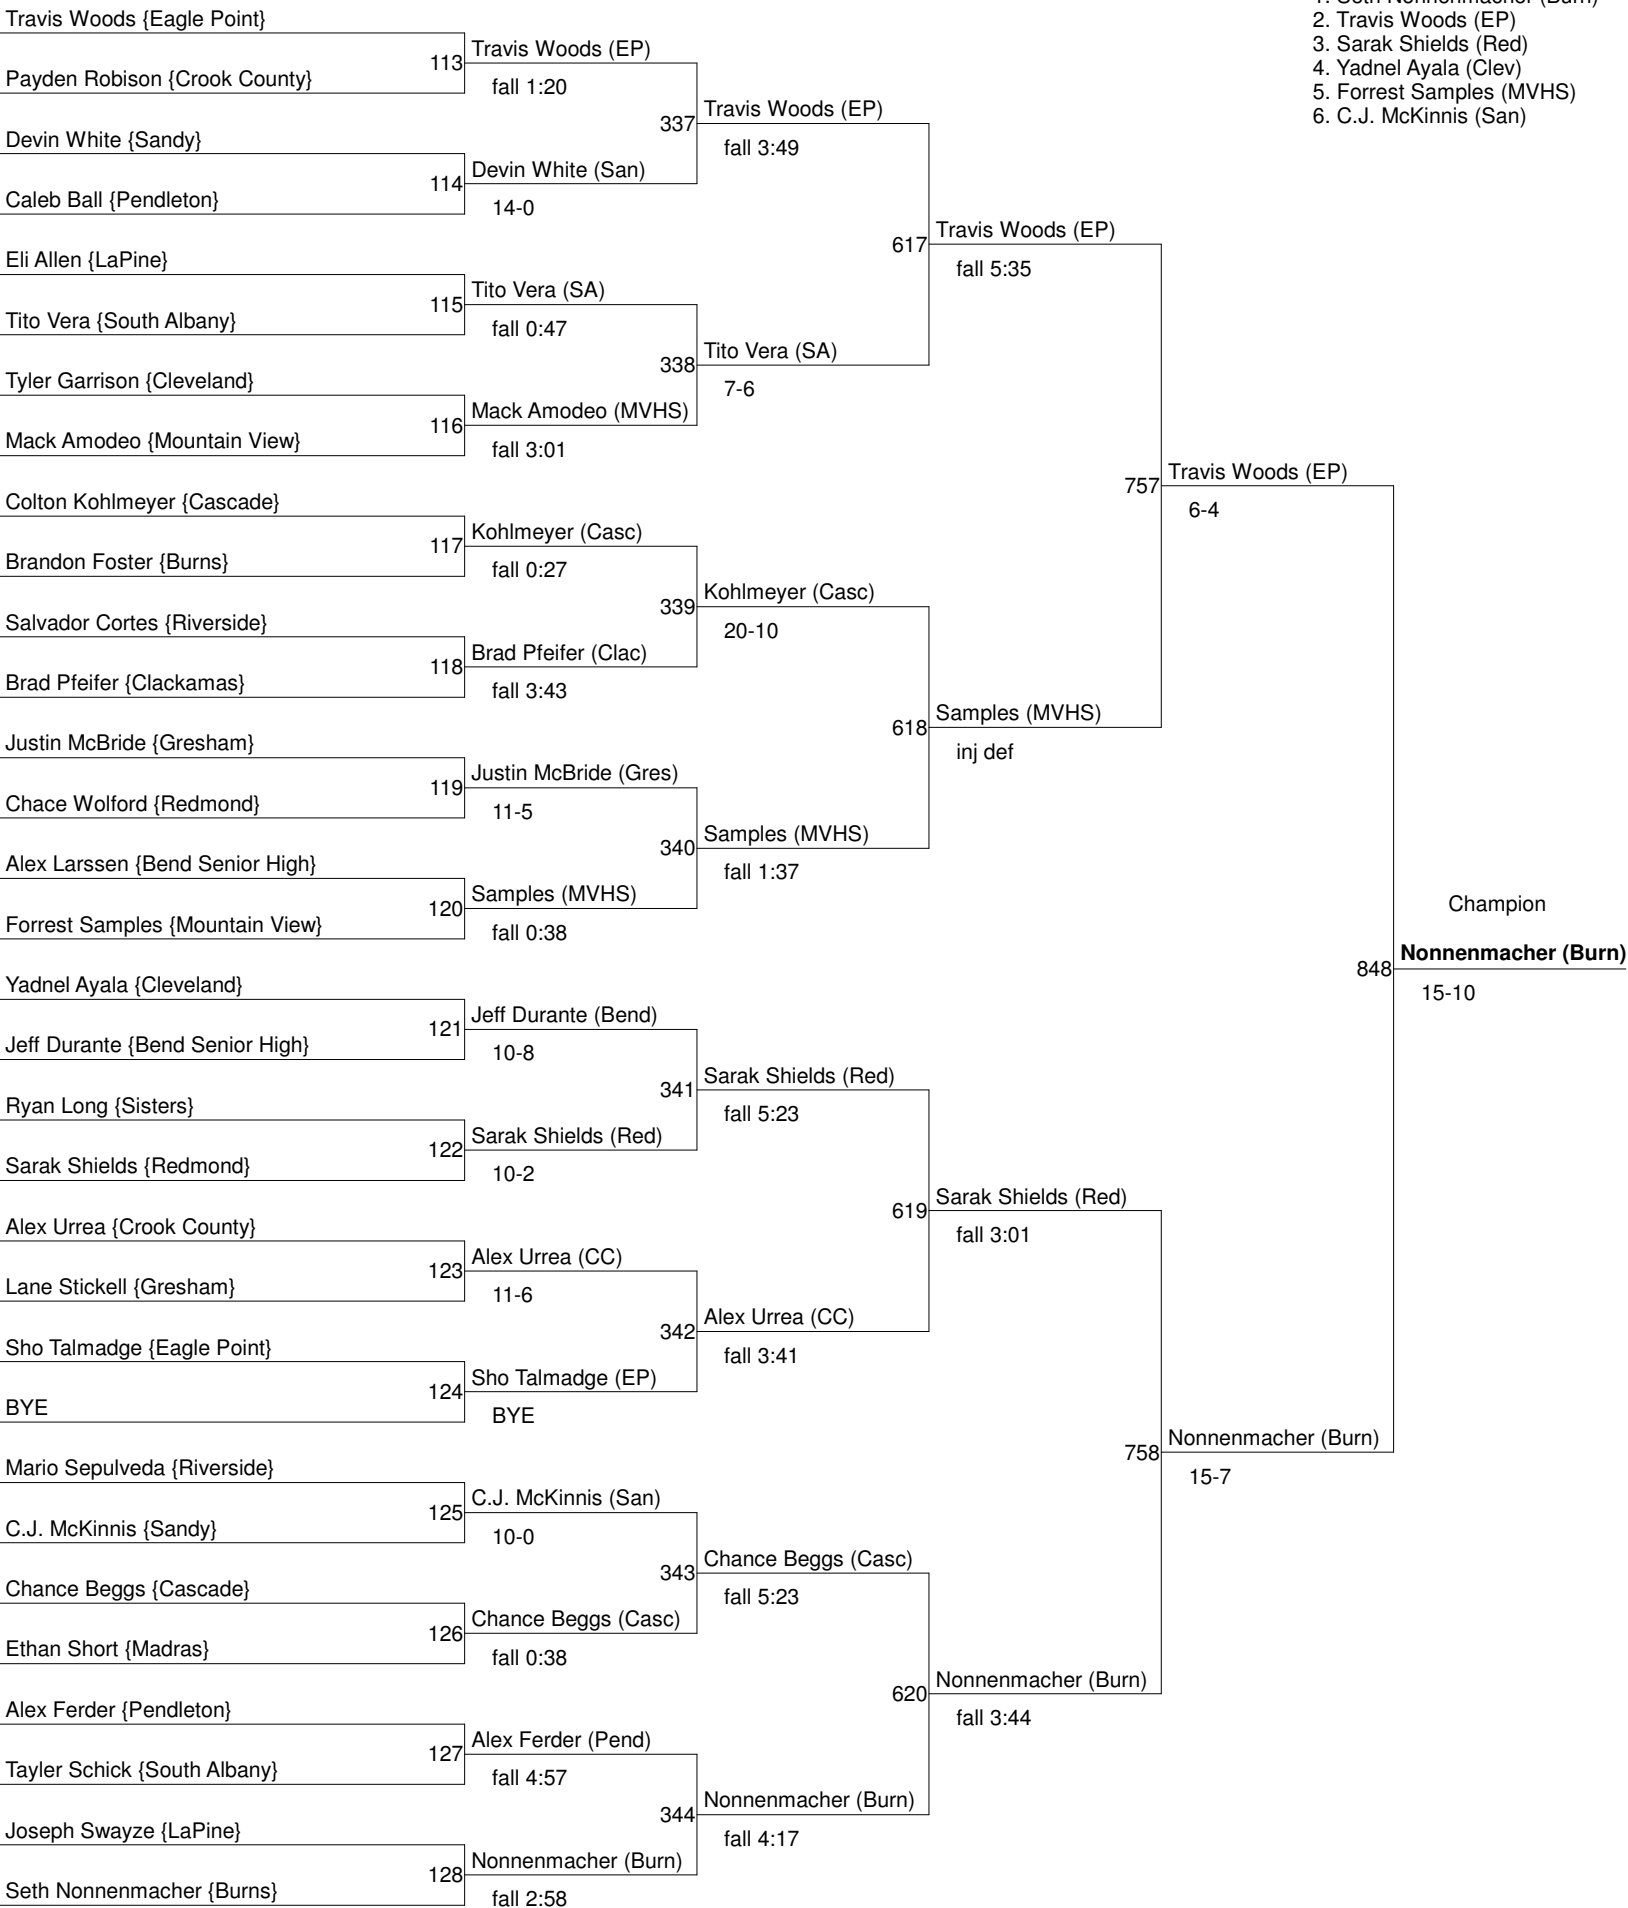 1. Seth Nonnenmacher (Burn)
2. Travis Woods (EP)
3. Sarak Shields (Red)
4. Yadnel Ayala (Clev)
5. Forrest Samples (MVHS)
6. C.J. McKinnis (San)
Travis Woods {Eagle Point}
113
Travis Woods (EP)
fall 1:20
Payden Robison {Crook County}
337
Travis Woods (EP)
fall 3:49
Devin White {Sandy}
114
Devin White (San)
14-0
Caleb Ball {Pendleton}
617
Travis Woods (EP)
fall 5:35
Eli Allen {LaPine}
115
Tito Vera (SA)
fall 0:47
Tito Vera {South Albany}
338
Tito Vera (SA)
7-6
Tyler Garrison {Cleveland}
116
Mack Amodeo (MVHS)
fall 3:01
Mack Amodeo {Mountain View}
757
Travis Woods (EP)
6-4
Colton Kohlmeyer {Cascade}
117
Kohlmeyer (Casc)
fall 0:27
Brandon Foster {Burns}
339
Kohlmeyer (Casc)
20-10
Salvador Cortes {Riverside}
118
Brad Pfeifer (Clac)
fall 3:43
Brad Pfeifer {Clackamas}
618
Samples (MVHS)
inj def
Justin McBride {Gresham}
119
Justin McBride (Gres)
11-5
Chace Wolford {Redmond}
340
Samples (MVHS)
fall 1:37
Alex Larssen {Bend Senior High}
120
Samples (MVHS)
fall 0:38
Forrest Samples {Mountain View}
Champion
848
Nonnenmacher (Burn)
15-10
Yadnel Ayala {Cleveland}
121
Jeff Durante (Bend)
10-8
Jeff Durante {Bend Senior High}
341
Sarak Shields (Red)
fall 5:23
Ryan Long {Sisters}
122
Sarak Shields (Red)
10-2
Sarak Shields {Redmond}
619
Sarak Shields (Red)
fall 3:01
Alex Urrea {Crook County}
123
Alex Urrea (CC)
11-6
Lane Stickell {Gresham}
342
Alex Urrea (CC)
fall 3:41
Sho Talmadge {Eagle Point}
124
Sho Talmadge (EP)
BYE
BYE
758
Nonnenmacher (Burn)
15-7
Mario Sepulveda {Riverside}
125
C.J. McKinnis (San)
10-0
C.J. McKinnis {Sandy}
343
Chance Beggs (Casc)
fall 5:23
Chance Beggs {Cascade}
126
Chance Beggs (Casc)
fall 0:38
Ethan Short {Madras}
620
Nonnenmacher (Burn)
fall 3:44
Alex Ferder {Pendleton}
127
Alex Ferder (Pend)
fall 4:57
Tayler Schick {South Albany}
344
Nonnenmacher (Burn)
fall 4:17
Joseph Swayze {LaPine}
128
Nonnenmacher (Burn)
fall 2:58
Seth Nonnenmacher {Burns}